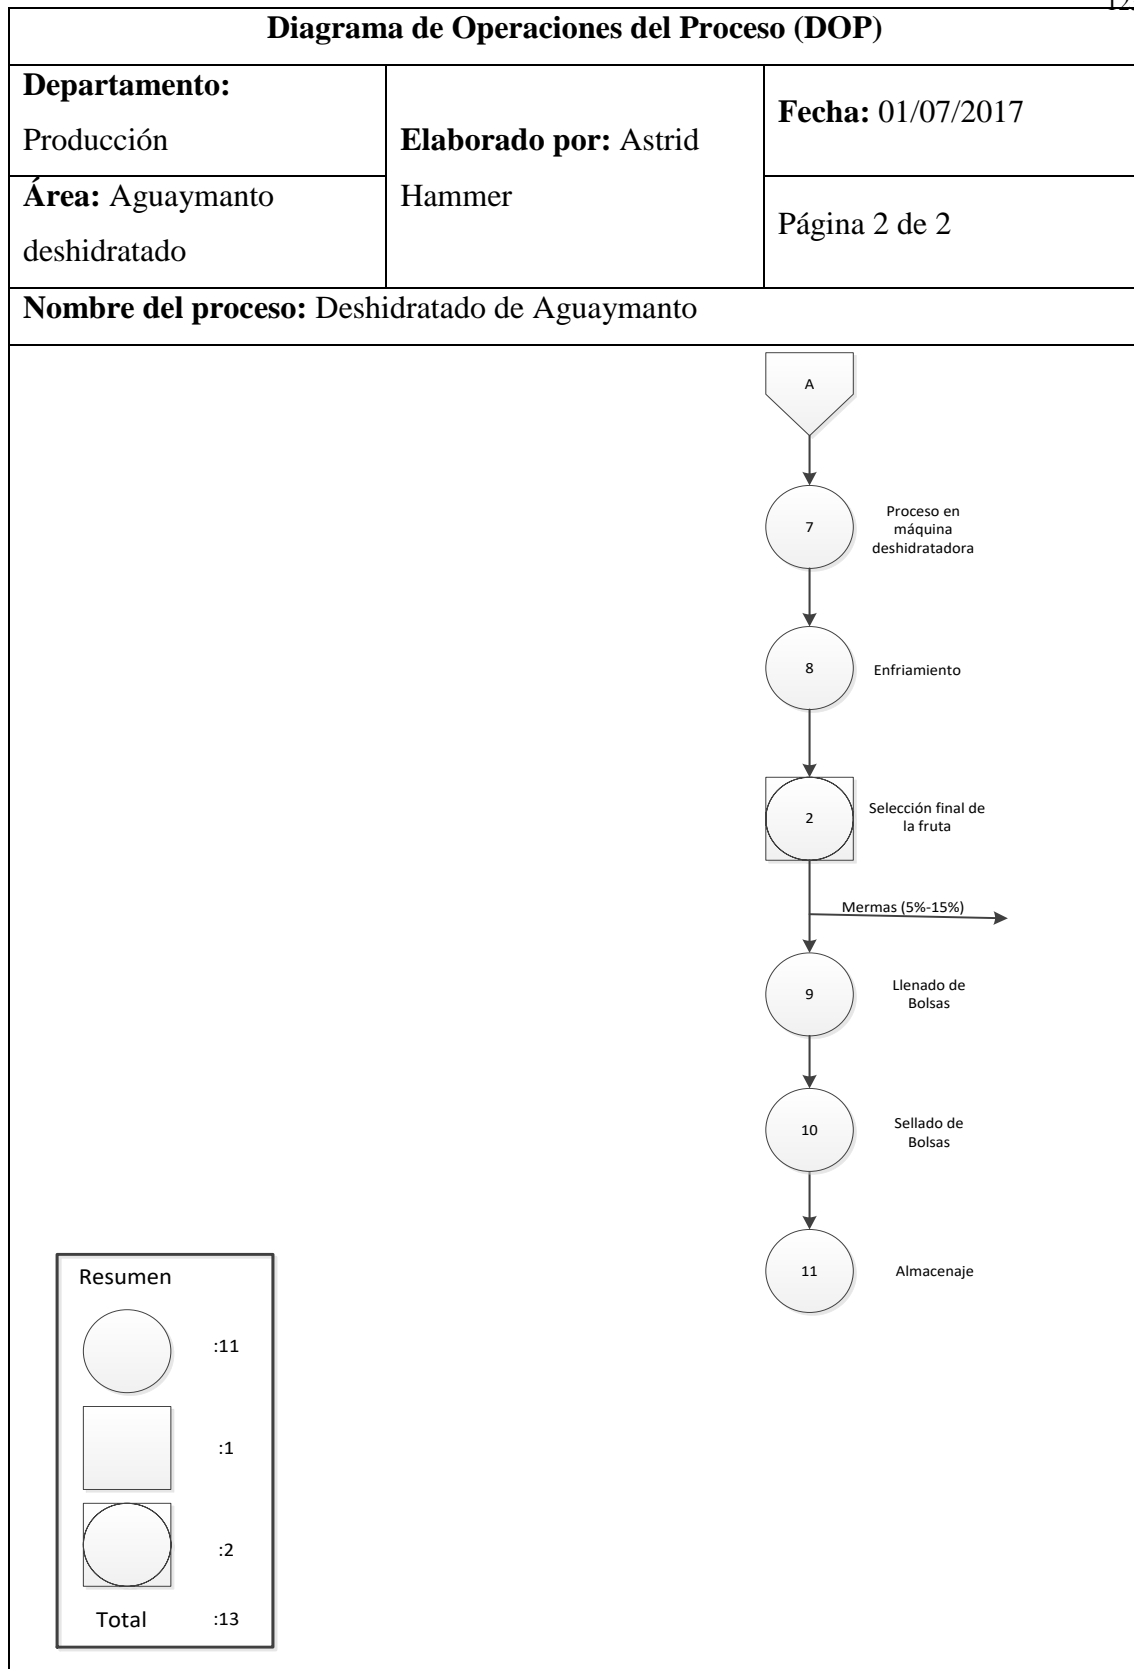 Diagrama de Operaciones del Proceso (DOP)
Departamento:
Producción
Elaborado por: Astrid
Hammer
Fecha: 01/07/2017
Área: Aguaymanto
deshidratado
Página 2 de 2
Nombre del proceso: Deshidratado de Aguaymanto
A
7
Proceso en
máquina
deshidratadora
8
Enfriamiento
2
Selección final de
la fruta
Mermas (5%-15%)
9
Llenado de
Bolsas
10
Sellado de
Bolsas
11
Almacenaje
Resumen
:11
:1
:2
Total :13